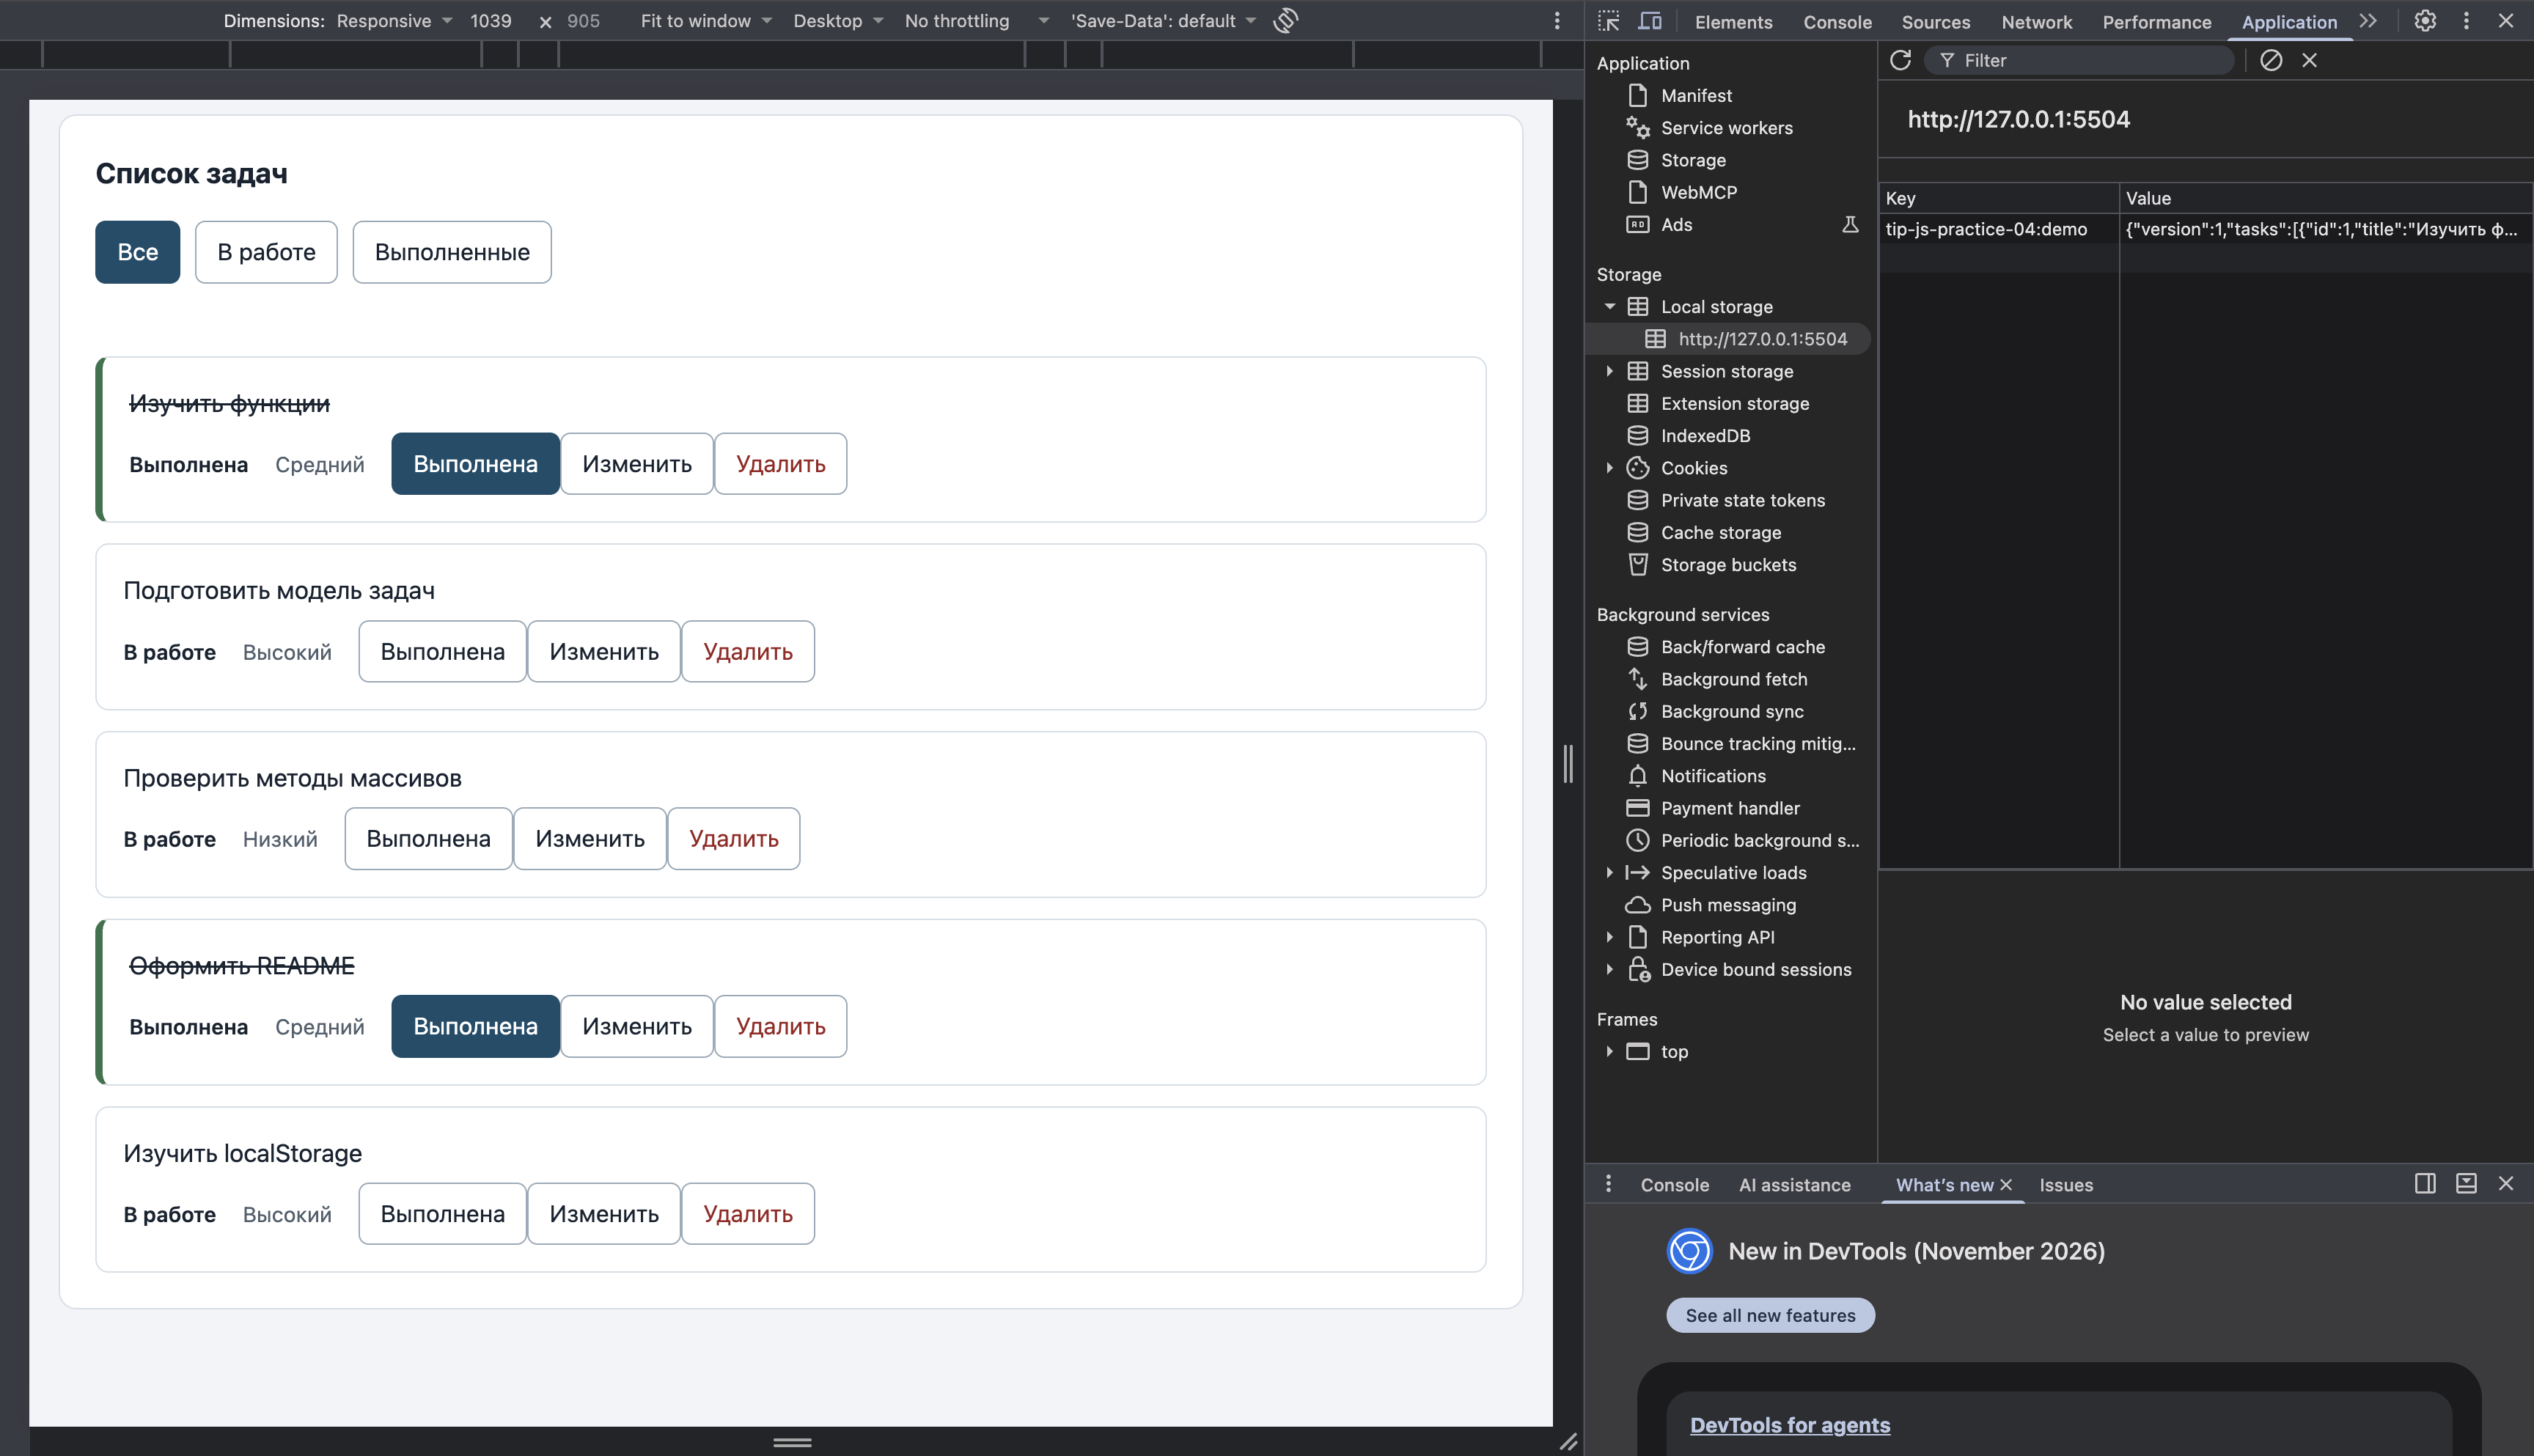 Dimensions: Responsive 1039 x 905 Fit to window Desktop No throttling 'Save-Data': default
Список задач
Все В работе Выполненные
Изучить функции
Выполнена Средний Выполнена Изменить Удалить
Подготовить модель задач
В работе Высокий Выполнена Изменить Удалить
Проверить методы массивов
В работе Низкий Выполнена Изменить Удалить
Оформить README
Выполнена Средний Выполнена Изменить Удалить
Изучить localStorage
В работе Высокий Выполнена Изменить Удалить
Elements Console Sources Network Performance Application
Application
Manifest
Service workers
Storage
WebMCP
Ads
Storage
Local storage
http://127.0.0.1:5504
Session storage
Extension storage
IndexedDB
Cookies
Private state tokens
Cache storage
Storage buckets
Background services
Back/forward cache
Background fetch
Background sync
Bounce tracking mitig...
Notifications
Payment handler
Periodic background s...
Speculative loads
Push messaging
Reporting API
Device bound sessions
Frames
top
Filter
http://127.0.0.1:5504
Key Value
tip-js-practice-04:demo {"version":1,"tasks":[{"id":1,"title":"Изучить ф...
No value selected
Select a value to preview
Console AI assistance What's new Issues
New in DevTools (November 2026)
See all new features
DevTools for agents